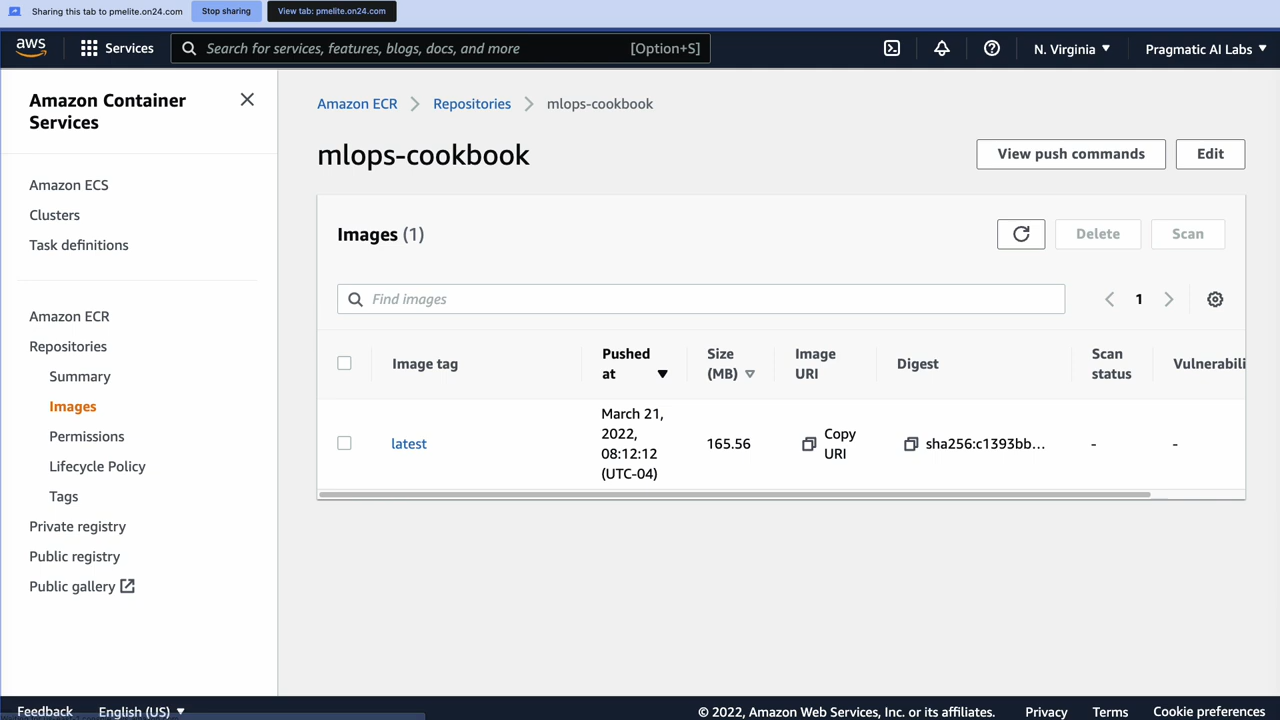 Sharing this tab to pmelite.on24.com
Stop sharing
View tab: pmelite.on24.com
aws
Services
Search for services, features, blogs, docs, and more
[Option+S]
N. Virginia
Pragmatic AI Labs
Amazon Container
Services
Amazon ECS
Clusters
Task definitions
Amazon ECR
Repositories
Summary
Images
Permissions
Lifecycle Policy
Tags
Private registry
Public registry
Public gallery
Amazon ECR
Repositories
mlops-cookbook
mlops-cookbook
View push commands
Edit
Images (1)
Delete
Scan
Find images
1
Image tag
Pushed
at
Size
(MB)
Image
URI
Digest
Scan
status
Vulnerabili
latest
March 21,
2022,
08:12:12
(UTC-04)
165.56
Copy
URI
sha256:c1393bb...
-
-
Feedback
English (US)
© 2022, Amazon Web Services, Inc. or its affiliates.
Privacy
Terms
Cookie preferences